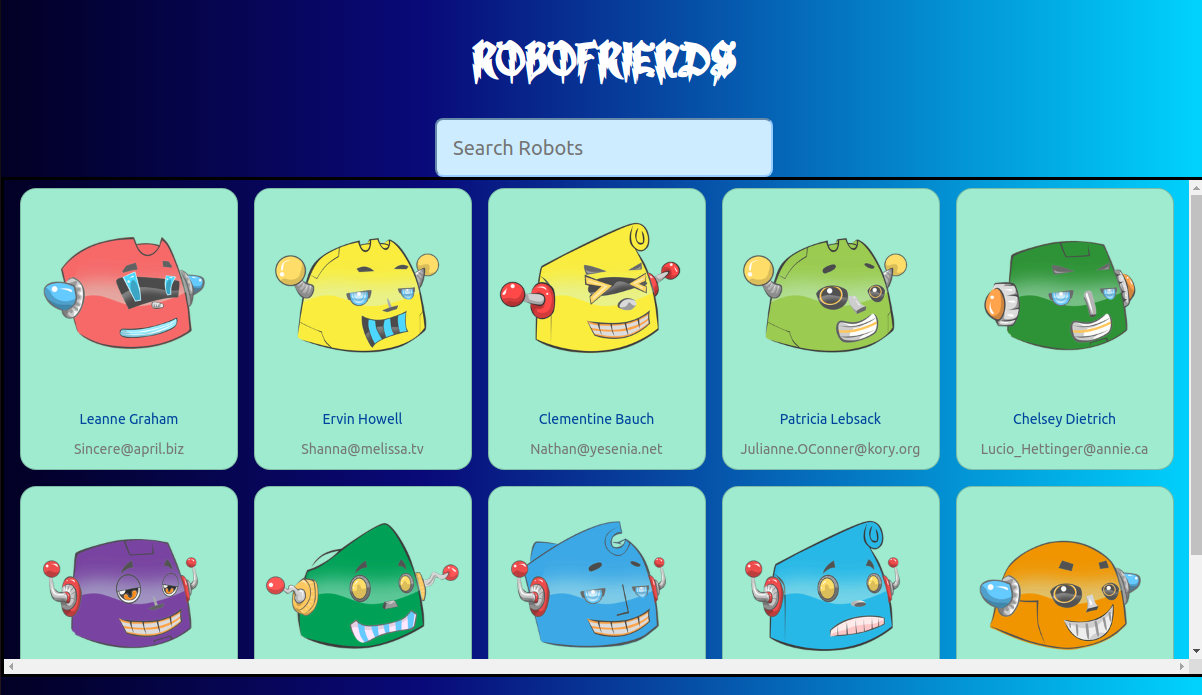 ROBOFRIENDS
Search Robots
Leanne Graham
Sincere@april.biz
Ervin Howell
Shanna@melissa.tv
Clementine Bauch
Nathan@yesenia.net
Patricia Lebsack
Julianne.OConner@kory.org
Chelsey Dietrich
Lucio_Hettinger@annie.ca